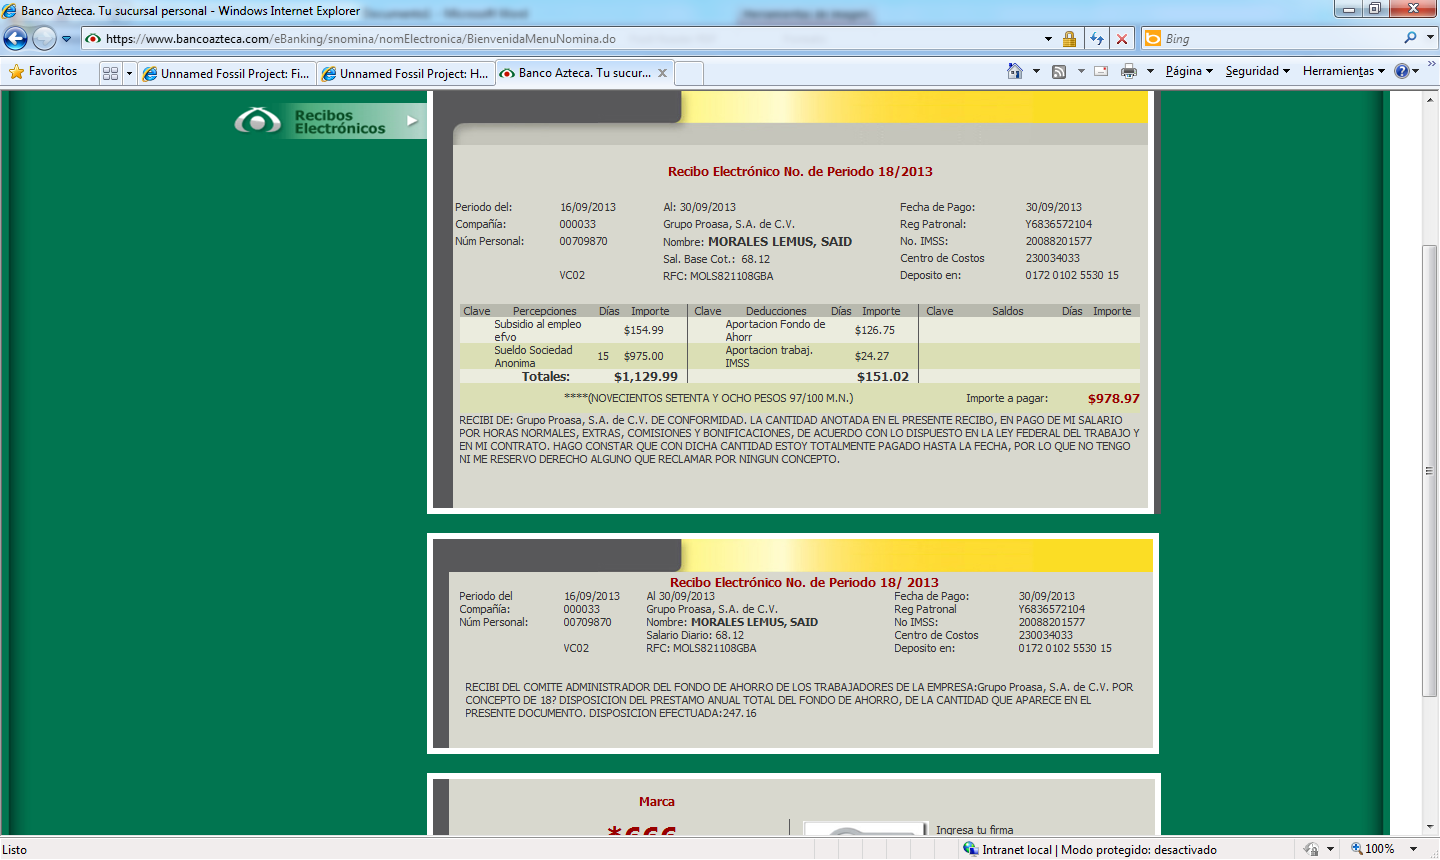 Banco Azteca. Tu sucursal personal - Windows Internet Explorer
https://www.bancoazteca.com/eBanking/snomina/nomElectronica/BienvenidaMenuNomina.do
Bing
Favoritos
Unnamed Fossil Project: Fi...
Unnamed Fossil Project: H...
Banco Azteca. Tu sucur...
Página
Seguridad
Herramientas
Recibos
Electrónicos
Recibo Electrónico No. de Periodo 18/2013
Periodo del: 16/09/2013 Al: 30/09/2013 Fecha de Pago: 30/09/2013
Compañía: 000033 Grupo Proasa, S.A. de C.V. Reg Patronal: Y6836572104
Núm Personal: 00709870 Nombre: MORALES LEMUS, SAID No. IMSS: 20088201577
Sal. Base Cot.: 68.12 Centro de Costos 230034033
VC02 RFC: MOLS821108GBA Deposito en: 0172 0102 5530 15
Clave Percepciones Días Importe Clave Deducciones Días Importe Clave Saldos Días Importe
Subsidio al empleo efvo $154.99 Aportacion Fondo de Ahorr $126.75
Sueldo Sociedad Anonima 15 $975.00 Aportacion trabaj. IMSS $24.27
Totales: $1,129.99 $151.02
****(NOVECIENTOS SETENTA Y OCHO PESOS 97/100 M.N.) Importe a pagar: $978.97
RECIBI DE: Grupo Proasa, S.A. de C.V. DE CONFORMIDAD. LA CANTIDAD ANOTADA EN EL PRESENTE RECIBO, EN PAGO DE MI SALARIO
POR HORAS NORMALES, EXTRAS, COMISIONES Y BONIFICACIONES, DE ACUERDO CON LO DISPUESTO EN LA LEY FEDERAL DEL TRABAJO Y
EN MI CONTRATO. HAGO CONSTAR QUE CON DICHA CANTIDAD ESTOY TOTALMENTE PAGADO HASTA LA FECHA, POR LO QUE NO TENGO
NI ME RESERVO DERECHO ALGUNO QUE RECLAMAR POR NINGUN CONCEPTO.
Recibo Electrónico No. de Periodo 18/ 2013
Periodo del 16/09/2013 Al 30/09/2013 Fecha de Pago: 30/09/2013
Compañía: 000033 Grupo Proasa, S.A. de C.V. Reg Patronal Y6836572104
Núm Personal: 00709870 Nombre: MORALES LEMUS, SAID No IMSS: 20088201577
Salario Diario: 68.12 Centro de Costos 230034033
VC02 RFC: MOLS821108GBA Deposito en: 0172 0102 5530 15
RECIBI DEL COMITE ADMINISTRADOR DEL FONDO DE AHORRO DE LOS TRABAJADORES DE LA EMPRESA:Grupo Proasa, S.A. de C.V. POR
CONCEPTO DE 18? DISPOSICION DEL PRESTAMO ANUAL TOTAL DEL FONDO DE AHORRO, DE LA CANTIDAD QUE APARECE EN EL
PRESENTE DOCUMENTO. DISPOSICION EFECTUADA:247.16
Marca
Ingresa tu firma
Listo
Intranet local | Modo protegido: desactivado
100%